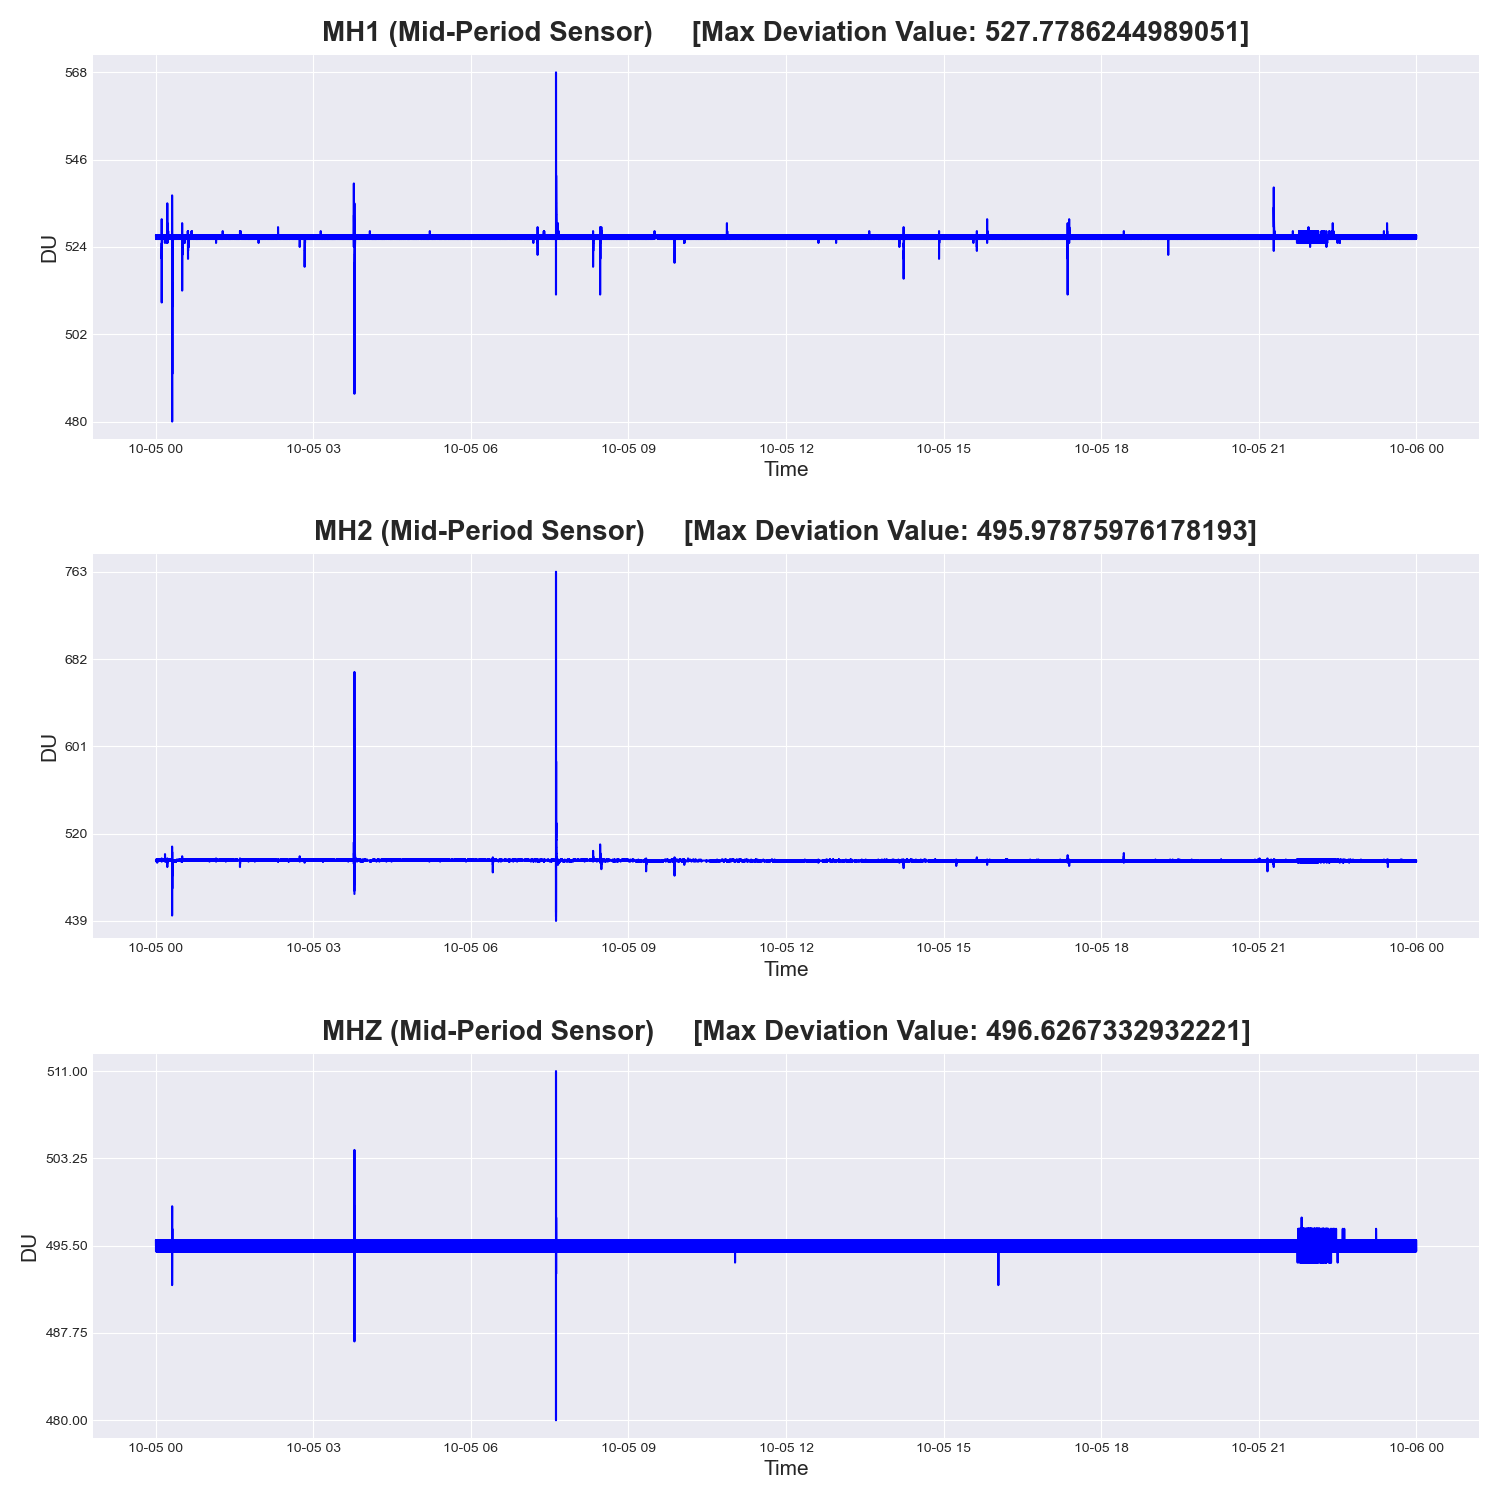 MH1 (Mid-Period Sensor) [Max Deviation Value: 527.7786244989051]
568
546
524
502
480
DU
10-05 00 10-05 03 10-05 06 10-05 09 10-05 12 10-05 15 10-05 18 10-05 21 10-06 00
Time
MH2 (Mid-Period Sensor) [Max Deviation Value: 495.97875976178193]
763
682
601
520
439
DU
10-05 00 10-05 03 10-05 06 10-05 09 10-05 12 10-05 15 10-05 18 10-05 21 10-06 00
Time
MHZ (Mid-Period Sensor) [Max Deviation Value: 496.6267332932221]
511.00
503.25
495.50
487.75
480.00
DU
10-05 00 10-05 03 10-05 06 10-05 09 10-05 12 10-05 15 10-05 18 10-05 21 10-06 00
Time